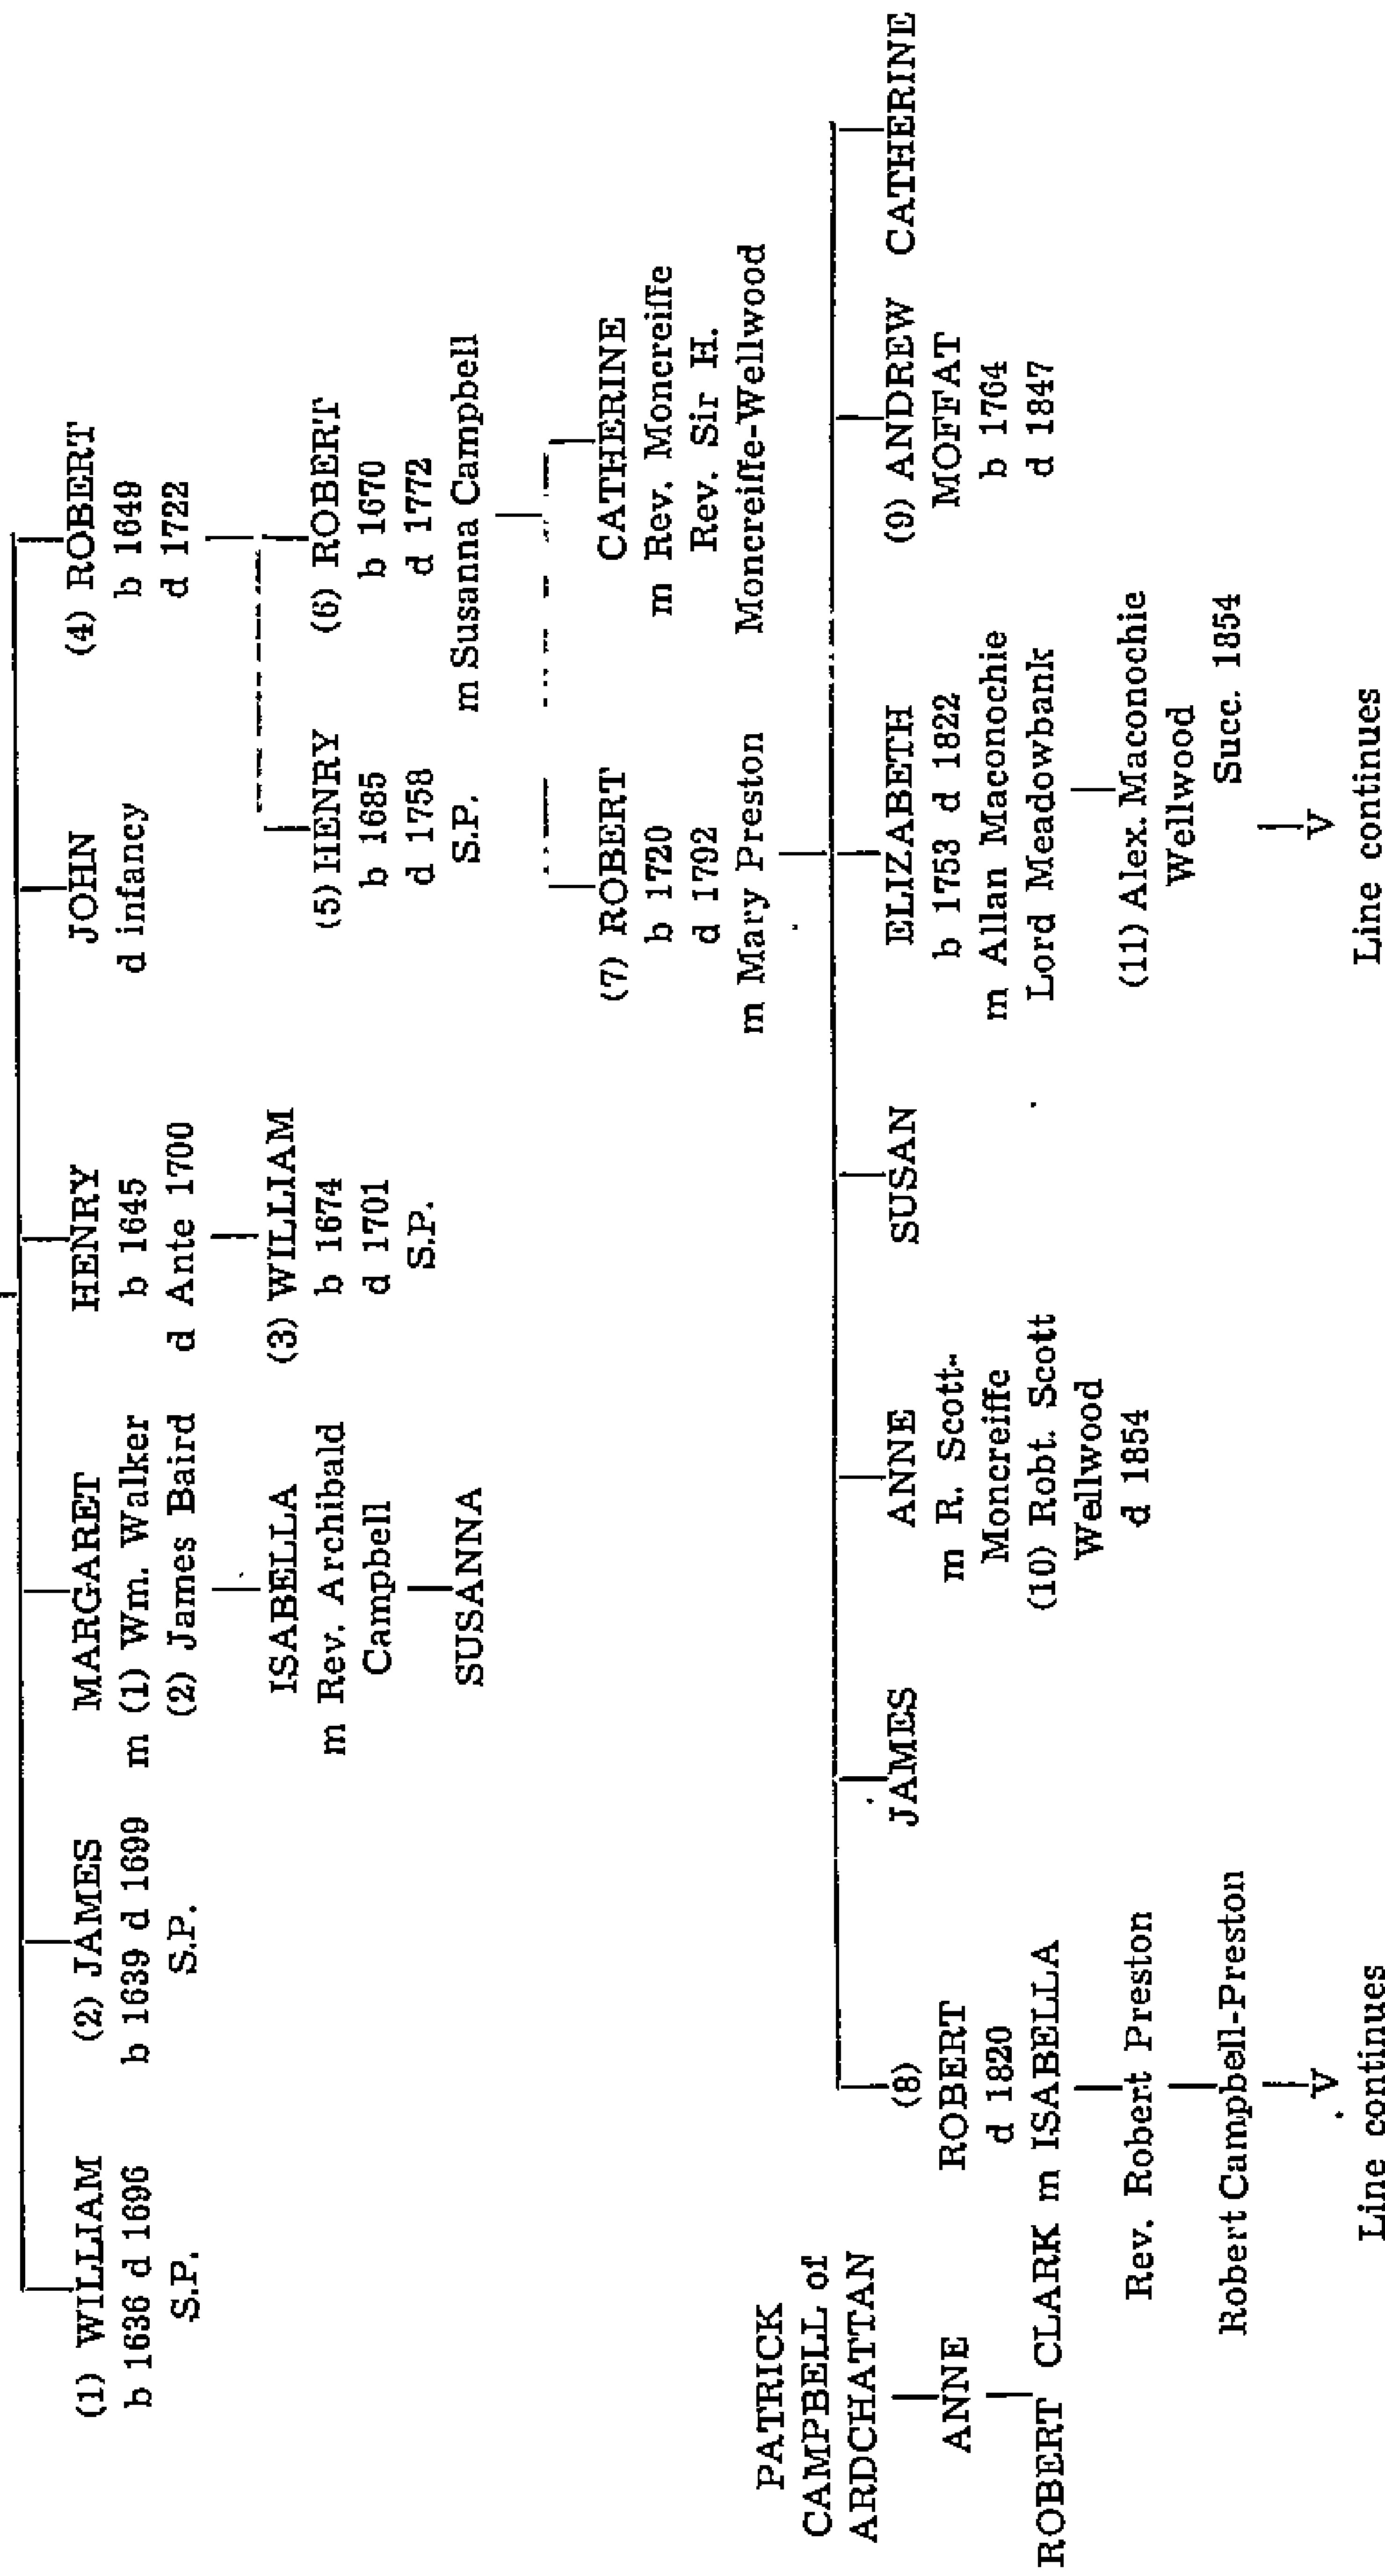 (1) WILLIAM
b 1636 d 1696
S.P.
(2) JAMES
b 1639 d 1699
S.P.
MARGARET
m (1) Wm. Walker
(2) James Baird
ISABELLA
m Rev. Archibald
Campbell
SUSANNA
HENRY
b 1645
d Ante 1700
(3) WILLIAM
b 1674
d 1701
S.P.
JOHN
d infancy
(4) ROBERT
b 1649
d 1722
(5) HENRY
b 1685
d 1758
S.P.
(6) ROBERT
b 1670
d 1772
m Susanna Campbell
(7) ROBERT
b 1720
d 1792
m Mary Preston
CATHERINE
m Rev. Moncreiffe
Rev. Sir H.
Moncreiffe-Wellwood
PATRICK
CAMPBELL of
ARDCHATTAN
ANNE
ROBERT CLARK m ISABELLA
(8)
ROBERT
d 1820
Rev. Robert Preston
Robert Campbell-Preston
V
Line continues
JAMES
ANNE
m R. Scott-
Moncreiffe
(10) Robt. Scott
Wellwood
d 1854
SUSAN
ELIZABETH
b 1753 d 1822
m Allan Maconochie
Lord Meadowbank
(11) Alex. Maconochie
Wellwood
Succ. 1854
V
Line continues
(9) ANDREW
MOFFAT
b 1764
d 1847
CATHERINE